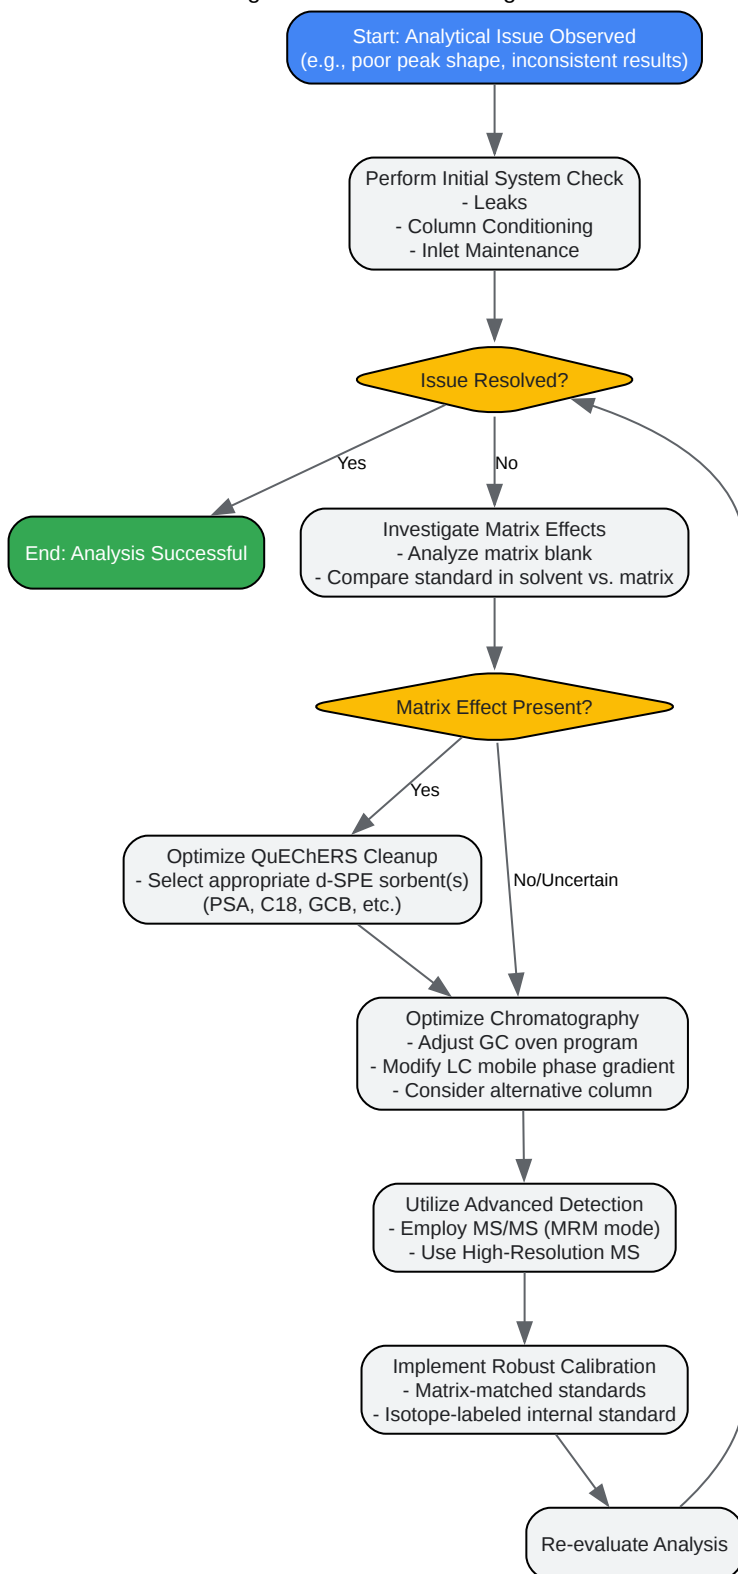 Start: Analytical Issue Observed
(e.g., poor peak shape, inconsistent results)
Perform Initial System Check
- Leaks
- Column Conditioning
- Inlet Maintenance
Issue Resolved?
Yes
No
End: Analysis Successful
Investigate Matrix Effects
- Analyze matrix blank
- Compare standard in solvent vs. matrix
Matrix Effect Present?
Yes
No/Uncertain
Optimize QuEChERS Cleanup
- Select appropriate d-SPE sorbent(s)
(PSA, C18, GCB, etc.)
Optimize Chromatography
- Adjust GC oven program
- Modify LC mobile phase gradient
- Consider alternative column
Utilize Advanced Detection
- Employ MS/MS (MRM mode)
- Use High-Resolution MS
Implement Robust Calibration
- Matrix-matched standards
- Isotope-labeled internal standard
Re-evaluate Analysis